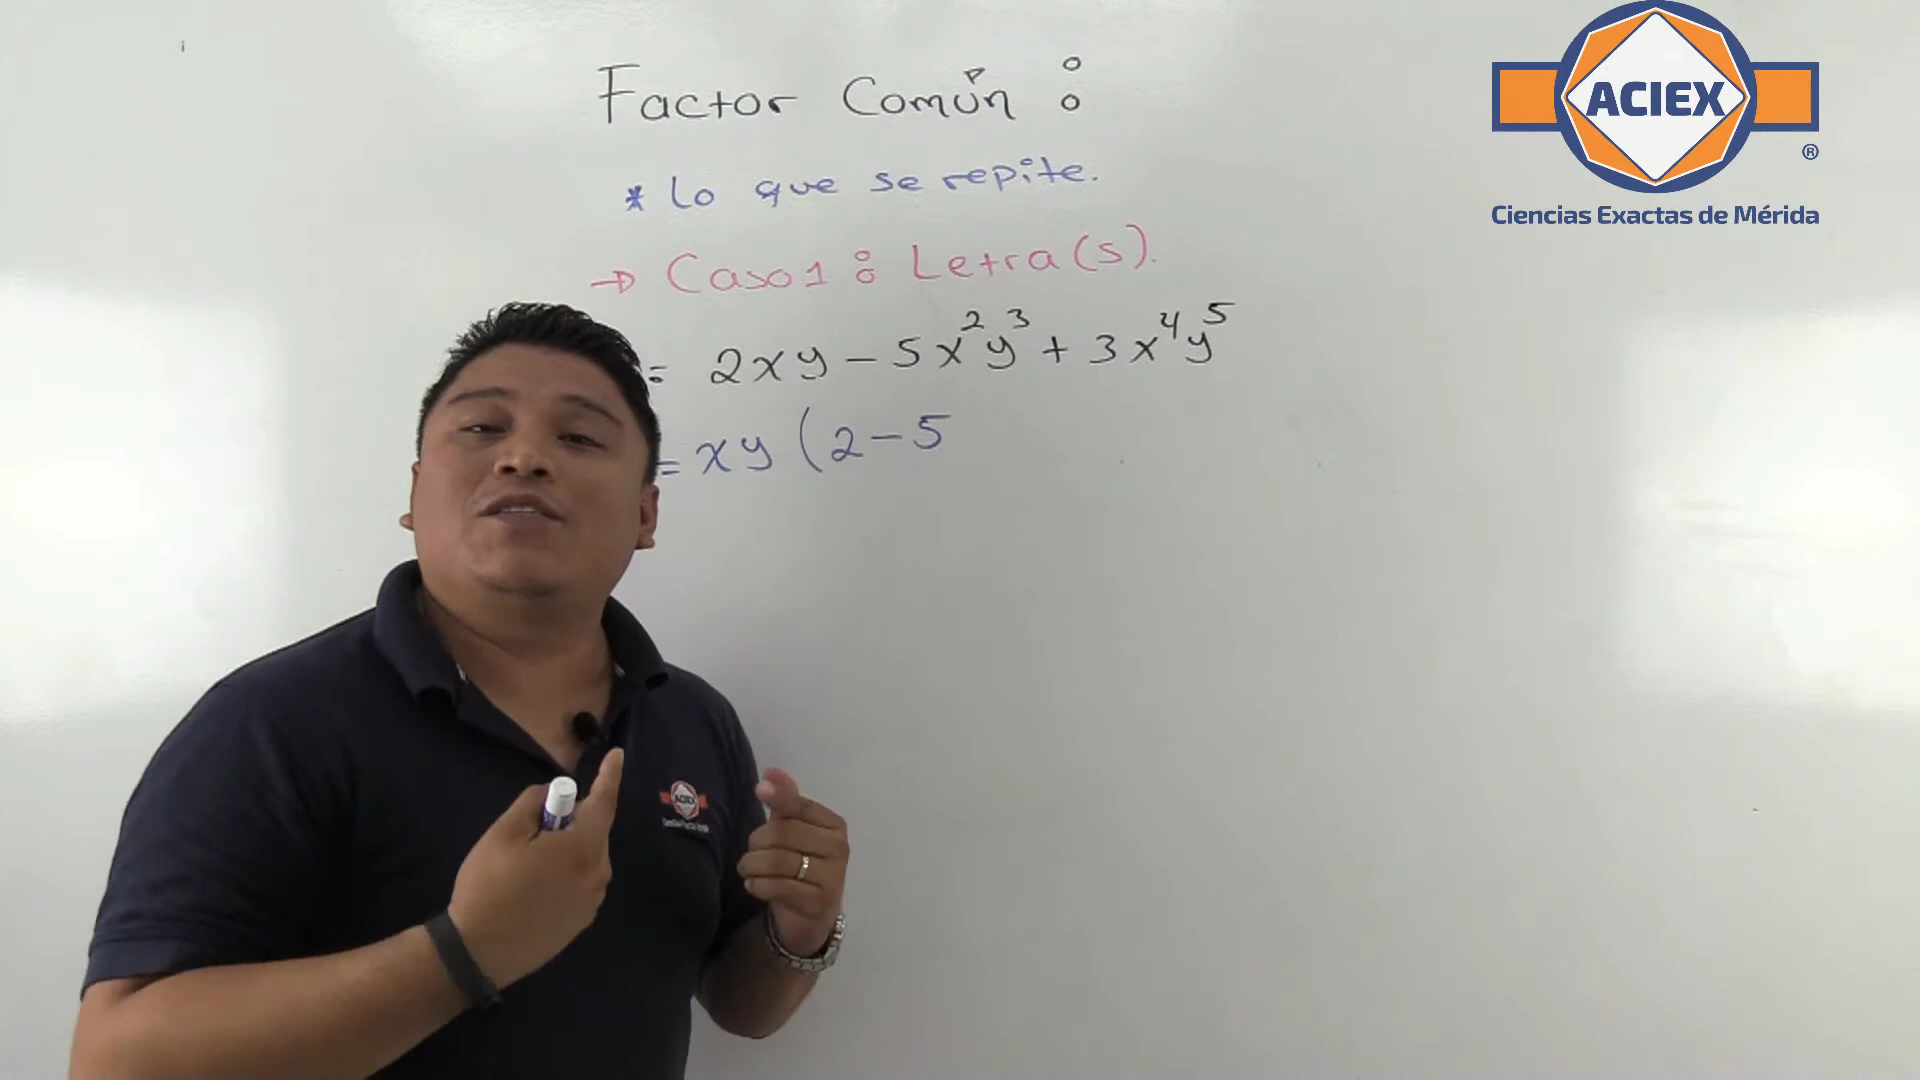 Factor Común :
* Lo que se repite.
→ Caso 1 : Letra(s).
= 2xy - 5x²y³ + 3x⁴y⁵
= xy (2 - 5
ACIEX
®
Ciencias Exactas de Mérida
ACIEX